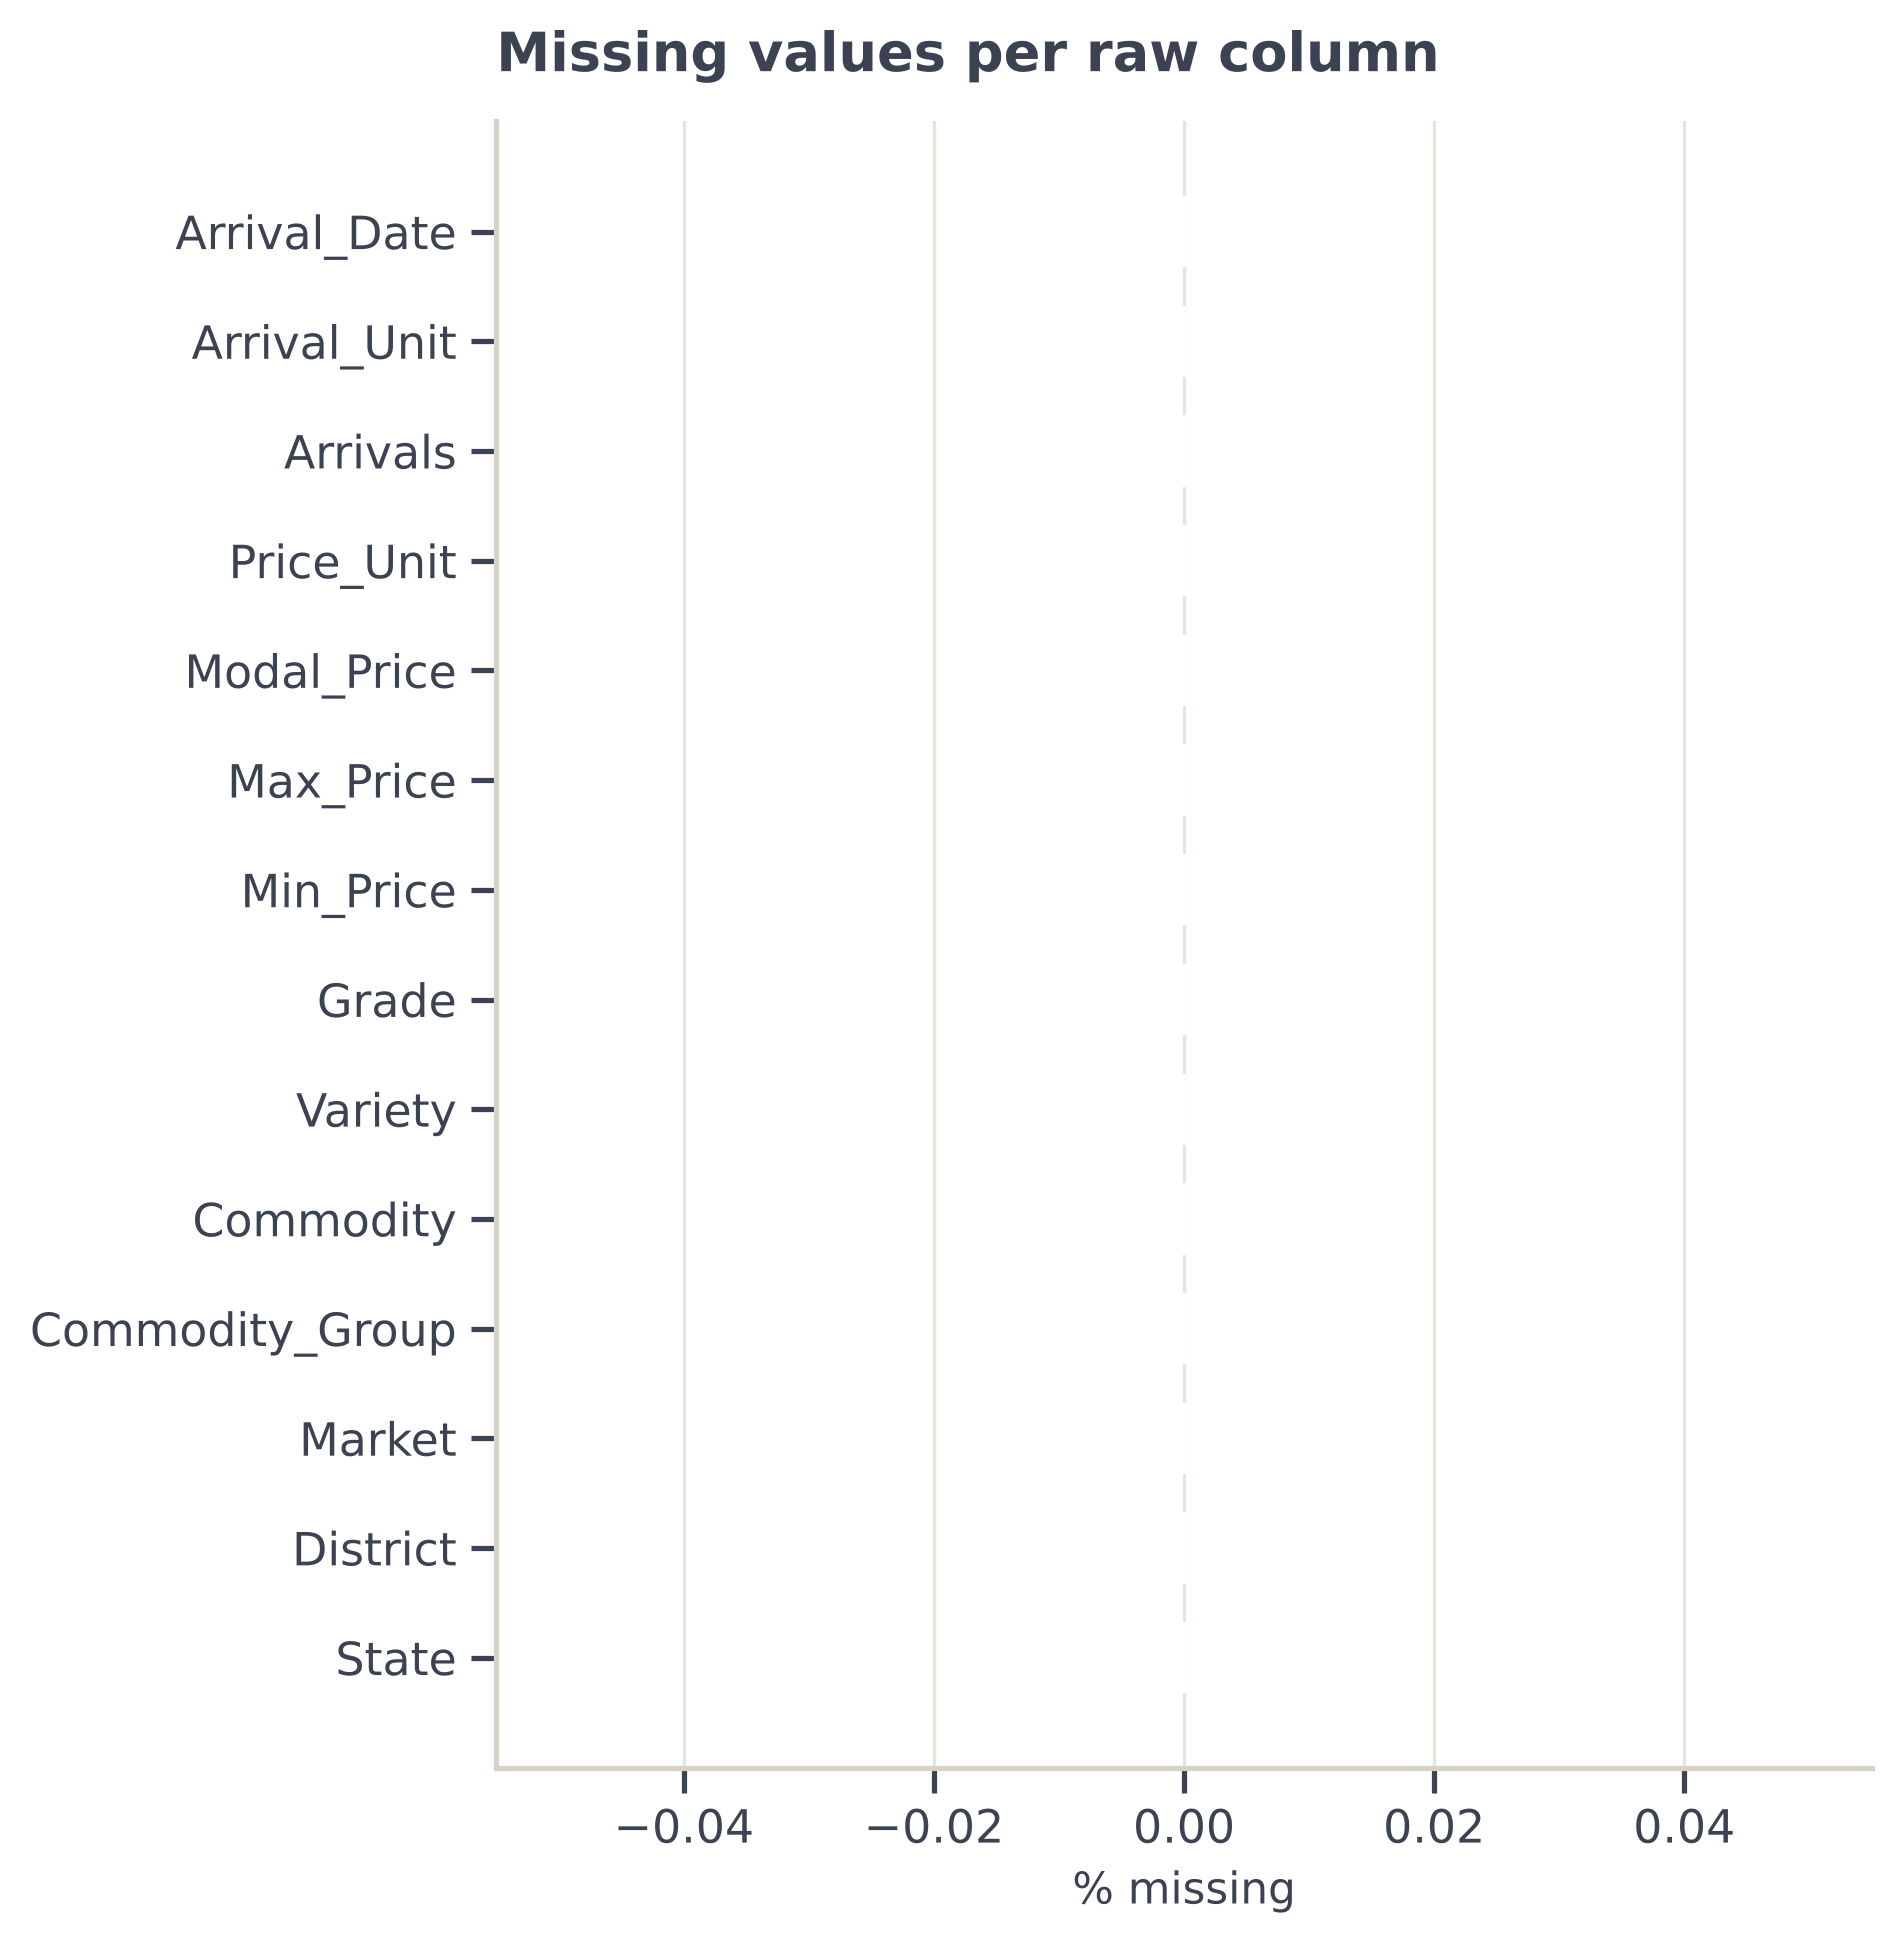 Missing values per raw column
Arrival_Date
Arrival_Unit
Arrivals
Price_Unit
Modal_Price
Max_Price
Min_Price
Grade
Variety
Commodity
Commodity_Group
Market
District
State
−0.04 −0.02 0.00 0.02 0.04
% missing